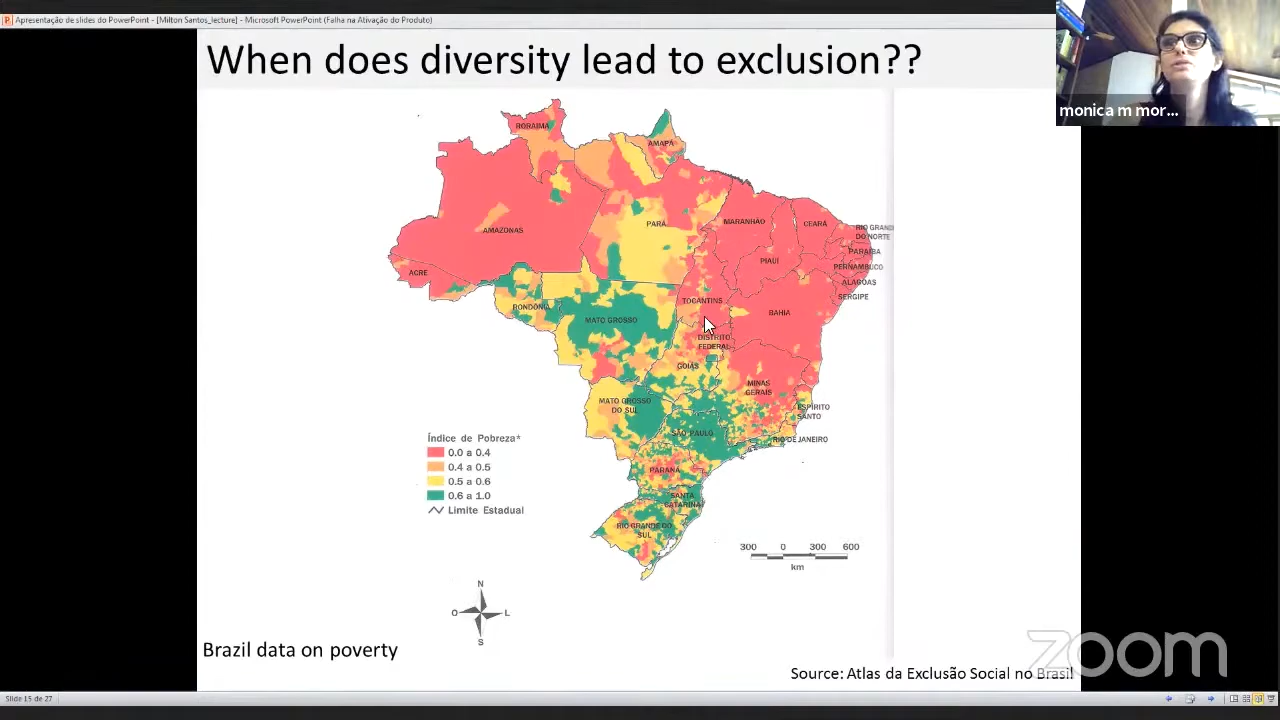 Apresentação de slides do PowerPoint - [Milton Santos_lecture] - Microsoft PowerPoint (Falha na Ativação do Produto)
When does diversity lead to exclusion??
monica m mor...
RORAIMA
AMAPÁ
AMAZONAS
PARÁ
MARANHÃO
CEARÁ
RIO GRANDE
DO NORTE
PARAÍBA
PIAUÍ
PERNAMBUCO
ACRE
ALAGOAS
SERGIPE
TOCANTINS
RONDÔNIA
BAHIA
MATO GROSSO
DISTRITO
FEDERAL
GOIÁS
MINAS
GERAIS
MATO GROSSO
DO SUL
ESPÍRITO
SANTO
SÃO PAULO
RIO DE JANEIRO
PARANÁ
SANTA
CATARINA
RIO GRANDE DO
SUL
Índice de Pobreza*
0.0 a 0.4
0.4 a 0.5
0.5 a 0.6
0.6 a 1.0
Limite Estadual
300 0 300 600
km
N
O L
S
Brazil data on poverty
Source: Atlas da Exclusão Social no Brasil
zoom
Slide 15 de 27